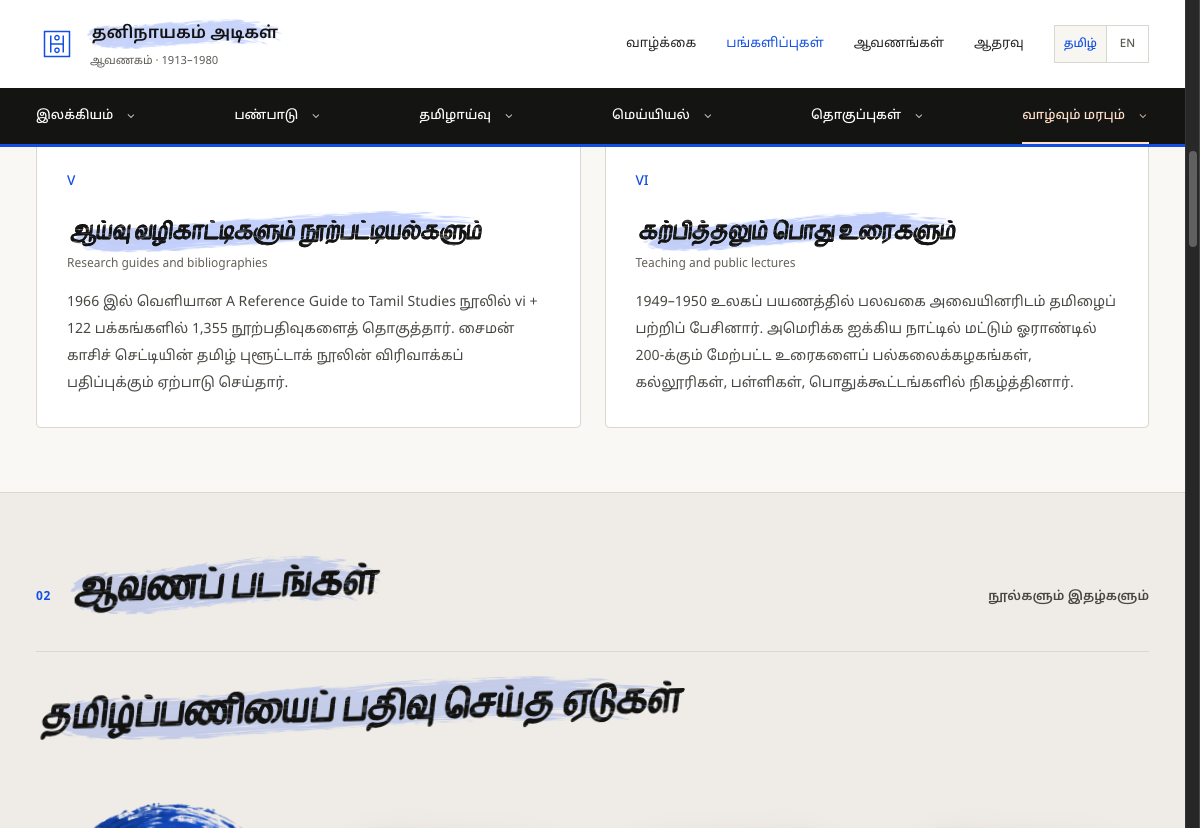 தனிநாயகம் அடிகள்
ஆவணகம் · 1913–1980
வாழ்க்கை பங்களிப்புகள் ஆவணங்கள் ஆதரவு தமிழ் EN
இலக்கியம் பண்பாடு தமிழாய்வு மெய்யியல் தொகுப்புகள் வாழ்வும் மரபும்
V
ஆய்வு வழிகாட்டிகளும் நூற்பட்டியல்களும்
Research guides and bibliographies
1966 இல் வெளியான A Reference Guide to Tamil Studies நூலில் vi +
122 பக்கங்களில் 1,355 நூற்பதிவுகளைத் தொகுத்தார். சைமன்
காசிச் செட்டியின் தமிழ் புளூட்டாக் நூலின் விரிவாக்கப்
பதிப்புக்கும் ஏற்பாடு செய்தார்.
VI
கற்பித்தலும் பொது உரைகளும்
Teaching and public lectures
1949–1950 உலகப் பயணத்தில் பலவகை அவையினரிடம் தமிழைப்
பற்றிப் பேசினார். அமெரிக்க ஐக்கிய நாட்டில் மட்டும் ஓராண்டில்
200-க்கும் மேற்பட்ட உரைகளைப் பல்கலைக்கழகங்கள்,
கல்லூரிகள், பள்ளிகள், பொதுக்கூட்டங்களில் நிகழ்த்தினார்.
02 ஆவணப் படங்கள் நூல்களும் இதழ்களும்
தமிழ்ப்பணியைப் பதிவு செய்த ஏடுகள்